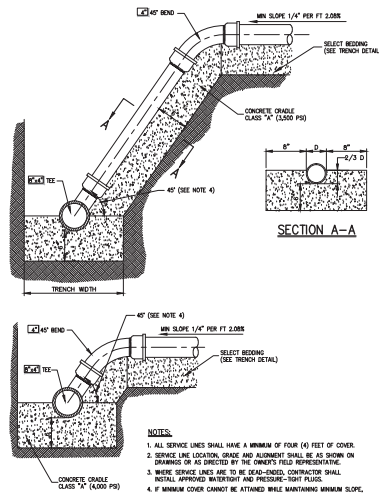 4" 45° BEND
MIN SLOPE 1/4" PER FT 2.08%
SELECT BEDDING
(SEE TRENCH DETAIL
CONCRETE CRADLE
CLASS "A" (3,500 PSI)
A
A
8"x4" TEE
45° (SEE NOTE 4)
TRENCH WIDTH
6" D 6"
2/3 D
SECTION A-A
45° (SEE NOTE 4)
4" 45° BEND
MIN SLOPE 1/4" PER FT 2.08%
8"x4" TEE
SELECT BEDDING
(SEE TRENCH DETAIL)
CONCRETE CRADLE
CLASS "A" (4,000 PSI)
NOTES:
1. ALL SERVICE LINES SHALL HAVE A MINIMUM OF FOUR (4) FEET OF COVER.
2. SERVICE LINE LOCATION, GRADE AND ALIGNMENT SHALL BE AS SHOWN ON
DRAWINGS OR AS DIRECTED BY THE OWNER'S FIELD REPRESENTATIVE.
3. WHERE SERVICE LINES ARE TO BE DEAD-ENDED, CONTRACTOR SHALL
INSTALL APPROVED WATERTIGHT AND PRESSURE-TIGHT PLUGS.
4. IF MINIMUM COVER CANNOT BE ATTAINED WHILE MAINTAINING MINIMUM SLOPE,